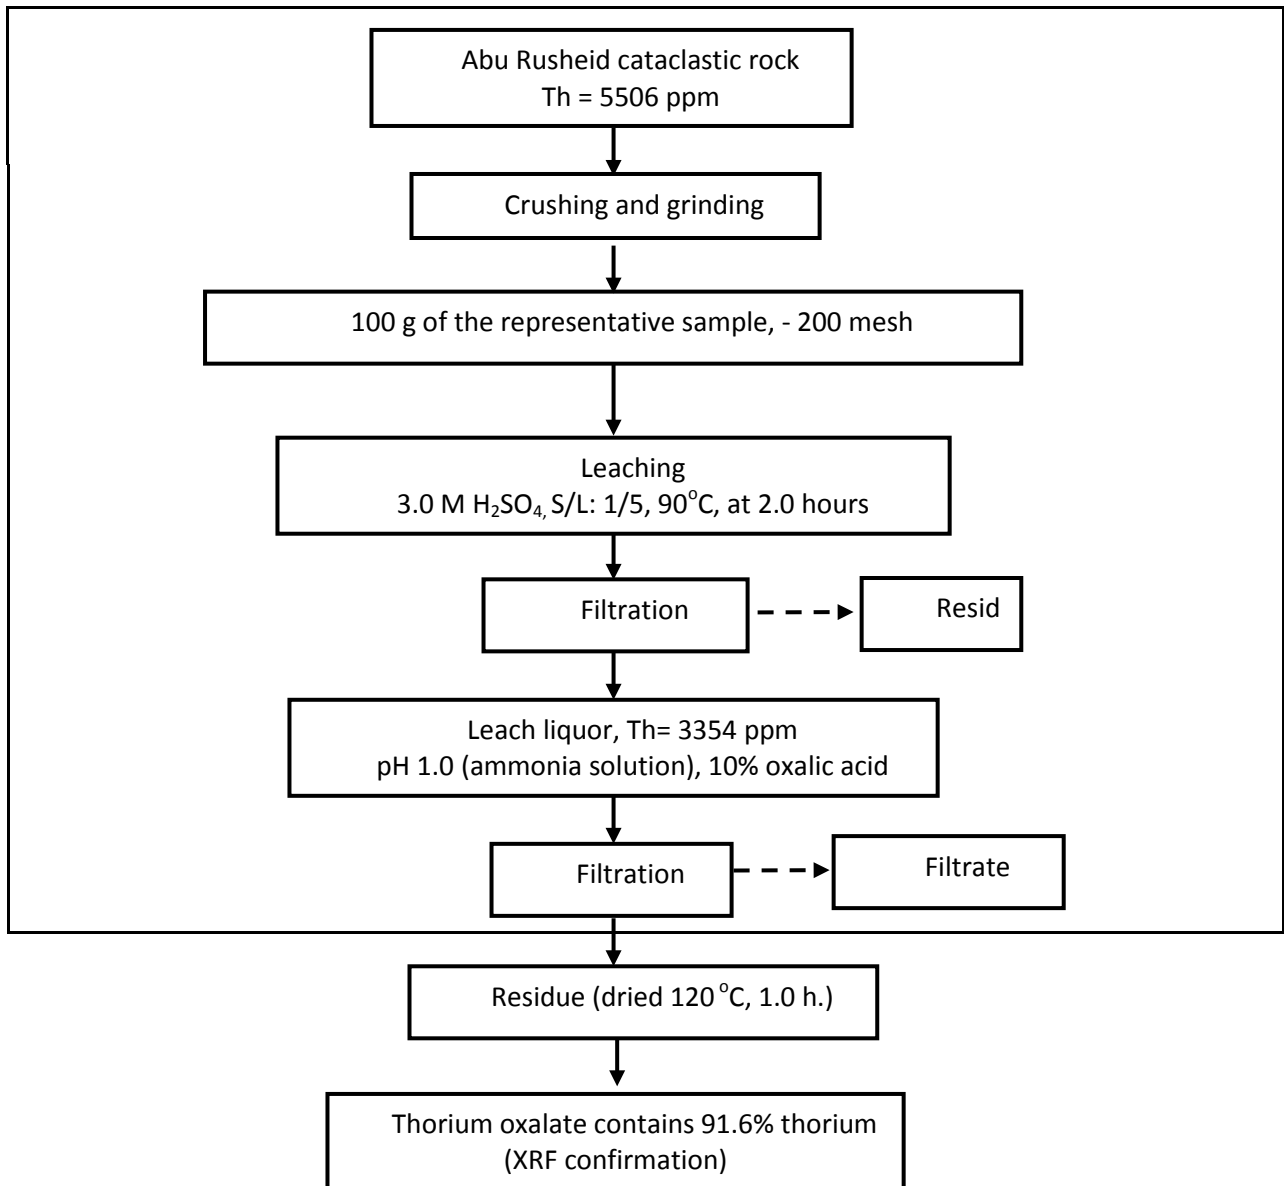 Abu Rusheid cataclastic rock
Th = 5506 ppm
Crushing and grinding
100 g of the representative sample, - 200 mesh
Leaching
3.0 M H₂SO₄, S/L: 1/5, 90°C, at 2.0 hours
Filtration
Resid
Leach liquor, Th= 3354 ppm
pH 1.0 (ammonia solution), 10% oxalic acid
Filtration
Filtrate
Residue (dried 120 °C, 1.0 h.)
Thorium oxalate contains 91.6% thorium
(XRF confirmation)